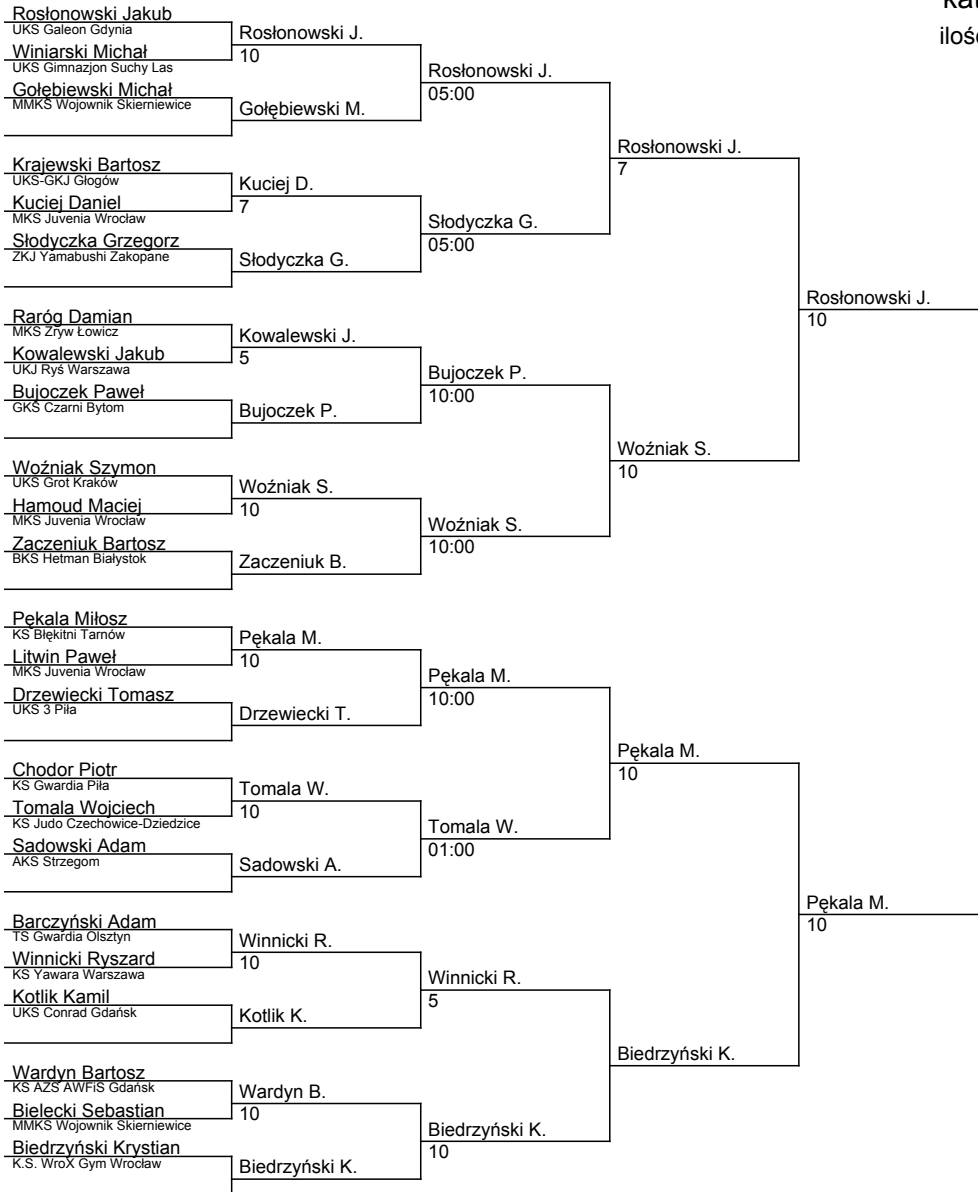 kat
iloś
Rosłonowski Jakub
UKS Galeon Gdynia
Winiarski Michał
UKS Gimnazjon Suchy Las
Gołębiewski Michał
MMKS Wojownik Skierniewice
Krajewski Bartosz
UKS-GKJ Głogów
Kuciej Daniel
MKS Juvenia Wrocław
Słodyczka Grzegorz
ZKJ Yamabushi Zakopane
Raróg Damian
MKS Zryw Łowicz
Kowalewski Jakub
UKJ Ryś Warszawa
Bujoczek Paweł
GKS Czarni Bytom
Woźniak Szymon
UKS Grot Kraków
Hamoud Maciej
MKS Juvenia Wrocław
Zaczeniuk Bartosz
BKS Hetman Białystok
Pękala Miłosz
KS Błękitni Tarnów
Litwin Paweł
MKS Juvenia Wrocław
Drzewiecki Tomasz
UKS 3 Piła
Chodor Piotr
KS Gwardia Piła
Tomala Wojciech
KS Judo Czechowice-Dziedzice
Sadowski Adam
AKS Strzegom
Barczyński Adam
TS Gwardia Olsztyn
Winnicki Ryszard
KS Yawara Warszawa
Kotlik Kamil
UKS Conrad Gdańsk
Wardyn Bartosz
KS AZS AWFiS Gdańsk
Bielecki Sebastian
MMKS Wojownik Skierniewice
Biedrzyński Krystian
K.S. WroX Gym Wrocław
Rosłonowski J.
10
Gołębiewski M.
Kuciej D.
7
Słodyczka G.
Kowalewski J.
5
Bujoczek P.
Woźniak S.
10
Zaczeniuk B.
Pękala M.
10
Drzewiecki T.
Tomala W.
10
Sadowski A.
Winnicki R.
10
Kotlik K.
Wardyn B.
10
Biedrzyński K.
Rosłonowski J.
05:00
Słodyczka G.
05:00
Bujoczek P.
10:00
Woźniak S.
10:00
Pękala M.
10:00
Tomala W.
01:00
Winnicki R.
5
Biedrzyński K.
10
Rosłonowski J.
7
Woźniak S.
10
Pękala M.
10
Biedrzyński K.
Rosłonowski J.
10
Pękala M.
10